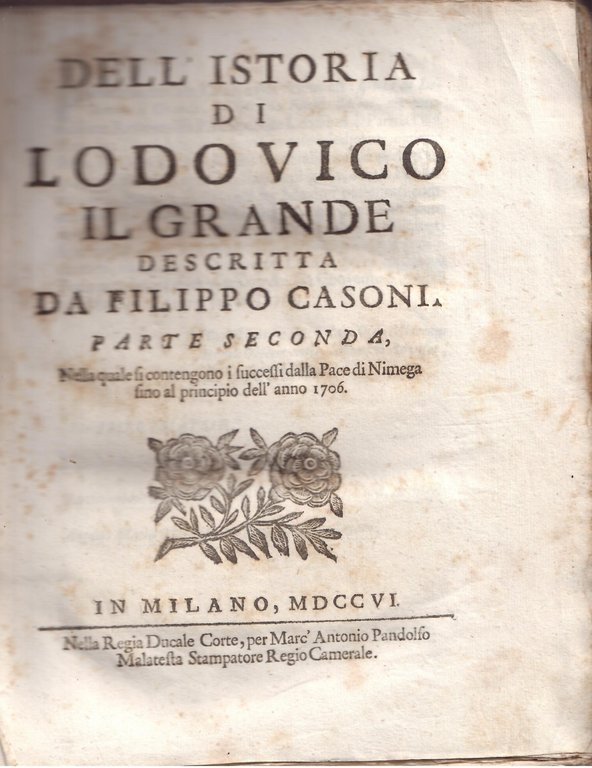 DELL' ISTORIA
DI
LODOVICO
IL GRANDE
DESCRITTA
DA FILIPPO CASONI.
PARTE SECONDA,
Nella quale si contengono i ſucceſſi dalla Pace di Nimega
ſino al principio dell' anno 1706.
IN MILANO, MDCCVI.
Nella Regia Ducale Corte, per Marc' Antonio Pandolfo
Malateſta Stampatore Regio Camerale.